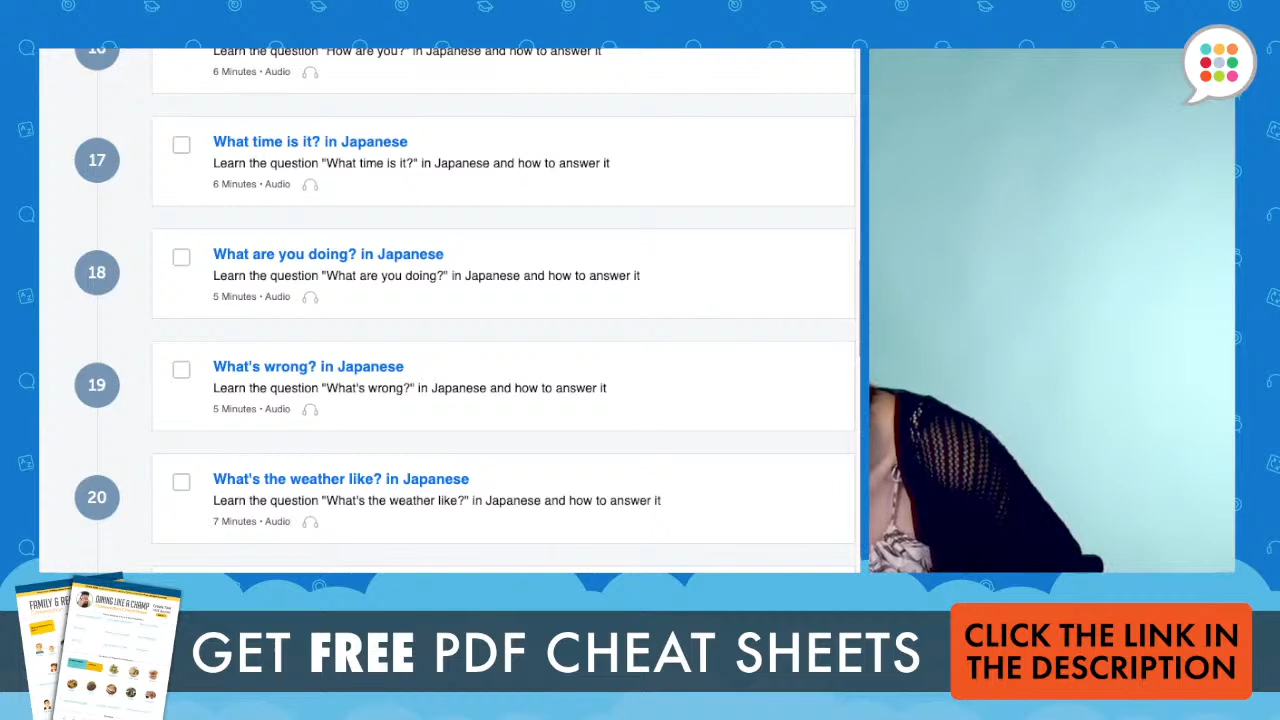 16
Learn the question "How are you?" in Japanese and how to answer it
6 Minutes • Audio
17
What time is it? in Japanese
Learn the question "What time is it?" in Japanese and how to answer it
6 Minutes • Audio
18
What are you doing? in Japanese
Learn the question "What are you doing?" in Japanese and how to answer it
5 Minutes • Audio
19
What's wrong? in Japanese
Learn the question "What's wrong?" in Japanese and how to answer it
5 Minutes • Audio
20
What's the weather like? in Japanese
Learn the question "What's the weather like?" in Japanese and how to answer it
7 Minutes • Audio
FAMILY & RE
DINING LIKE A CHAMP
GET FREE PDF CHEAT SHEETS
CLICK THE LINK IN
THE DESCRIPTION